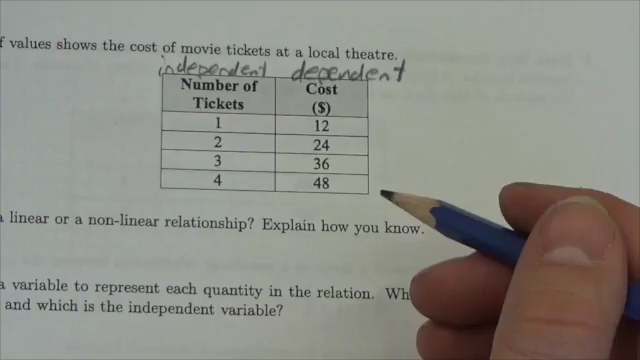 f values shows the cost of movie tickets at a local theatre.
independent dependent
Number of Tickets Cost ($)
1 12
2 24
3 36
4 48
a linear or a non-linear relationship? Explain how you know.
a variable to represent each quantity in the relation. Wh
and which is the independent variable?